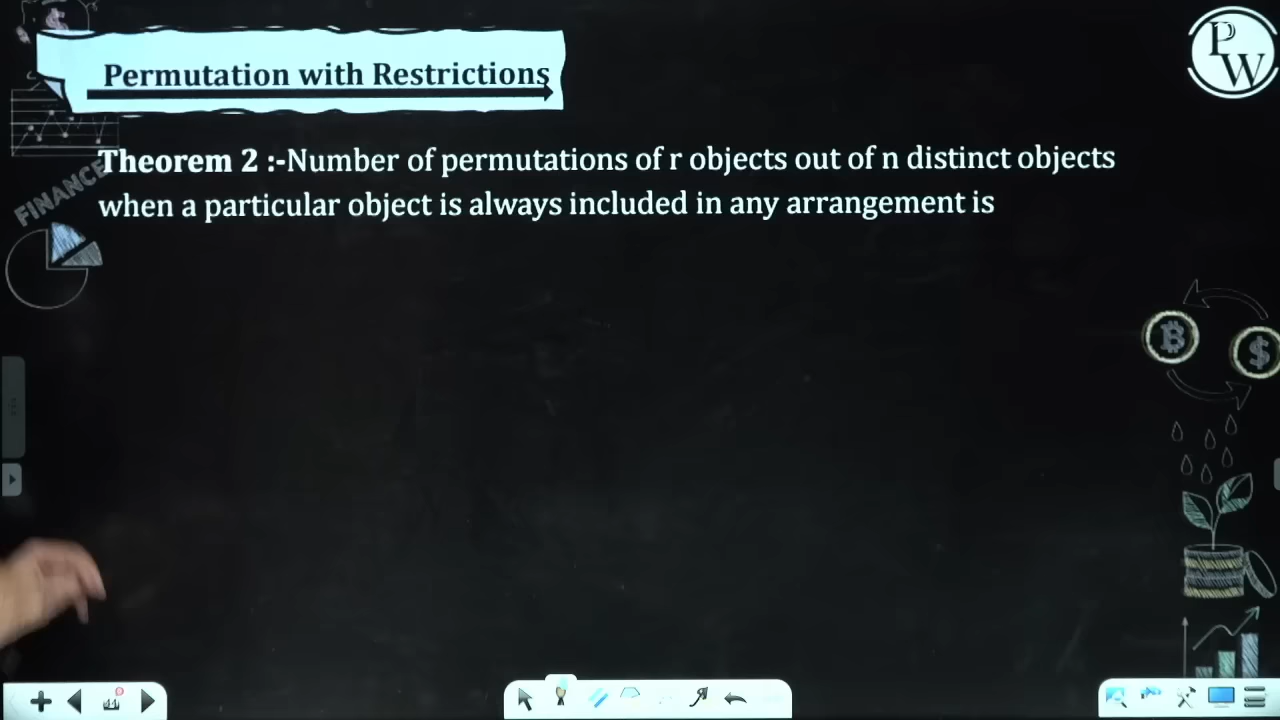 Permutation with Restrictions
PW
Theorem 2 :-Number of permutations of r objects out of n distinct objects
FINANCE
when a particular object is always included in any arrangement is